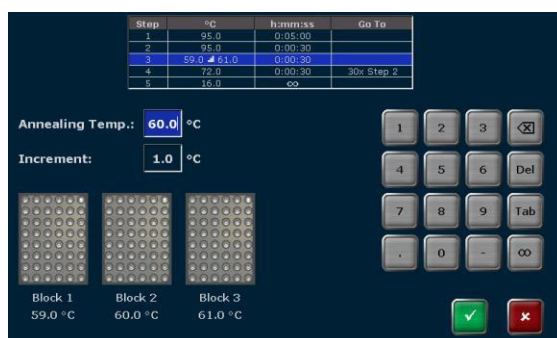 Step °C h:mm:ss Go To
1 95.0 0:05:00
2 95.0 0:00:30
3 59.0 61.0 0:00:30
4 72.0 0:00:30 30x Step 2
5 16.0 ∞
Annealing Temp.: 60.0 °C
Increment: 1.0 °C
1 2 3
4 5 6 Del
7 8 9 Tab
. 0 - ∞
Block 1 Block 2 Block 3
59.0 °C 60.0 °C 61.0 °C